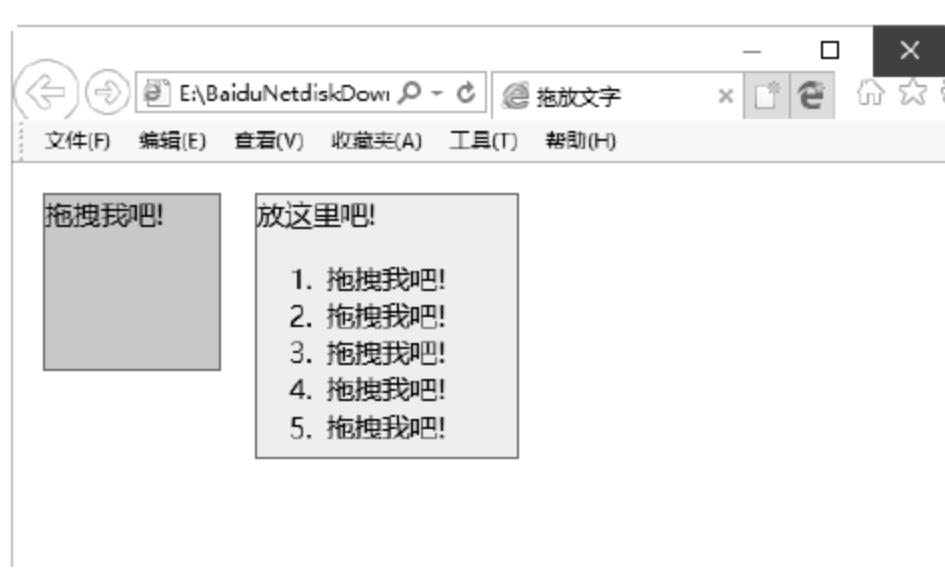 E:\BaiduNetdiskDow
拖放文字
文件(F) 编辑(E) 查看(V) 收藏夹(A) 工具(T) 帮助(H)
拖拽我吧!
放这里吧!
1. 拖拽我吧!
2. 拖拽我吧!
3. 拖拽我吧!
4. 拖拽我吧!
5. 拖拽我吧!